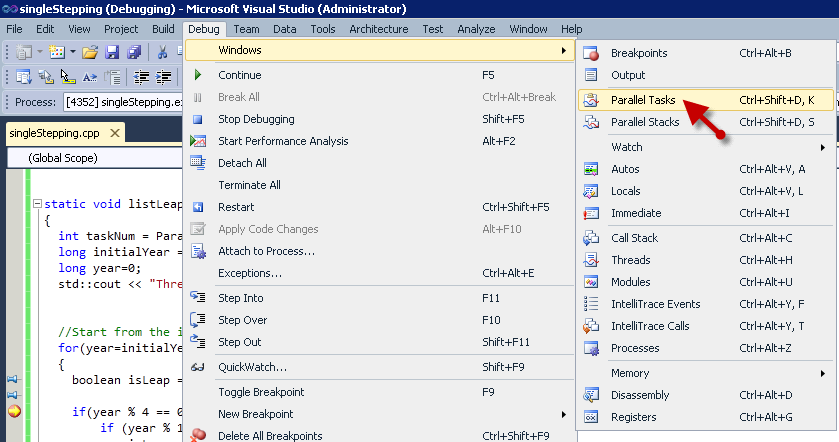 singleStepping (Debugging) - Microsoft Visual Studio (Administrator)
File Edit View Project Build Debug Team Data Tools Architecture Test Analyze Window Help
Process: [4352] singleStepping.e
singleStepping.cpp
(Global Scope)
static void listLeap
{
int taskNum = Para
long initialYear =
long year=0;
std::cout << "Thre
//Start from the i
for(year=initialYe
{
boolean isLeap =
if(year % 4 == 0
if (year % 1
Windows
Continue F5
Break All Ctrl+Alt+Break
Stop Debugging Shift+F5
Start Performance Analysis Alt+F2
Detach All
Terminate All
Restart Ctrl+Shift+F5
Apply Code Changes Alt+F10
Attach to Process...
Exceptions... Ctrl+Alt+E
Step Into F11
Step Over F10
Step Out Shift+F11
QuickWatch... Shift+F9
Toggle Breakpoint F9
New Breakpoint
Delete All Breakpoints Ctrl+Shift+F9
Breakpoints Ctrl+Alt+B
Output
Parallel Tasks Ctrl+Shift+D, K
Parallel Stacks Ctrl+Shift+D, S
Watch
Autos Ctrl+Alt+V, A
Locals Ctrl+Alt+V, L
Immediate Ctrl+Alt+I
Call Stack Ctrl+Alt+C
Threads Ctrl+Alt+H
Modules Ctrl+Alt+U
IntelliTrace Events Ctrl+Alt+Y, F
IntelliTrace Calls Ctrl+Alt+Y, T
Processes Ctrl+Alt+Z
Memory
Disassembly Ctrl+Alt+D
Registers Ctrl+Alt+G